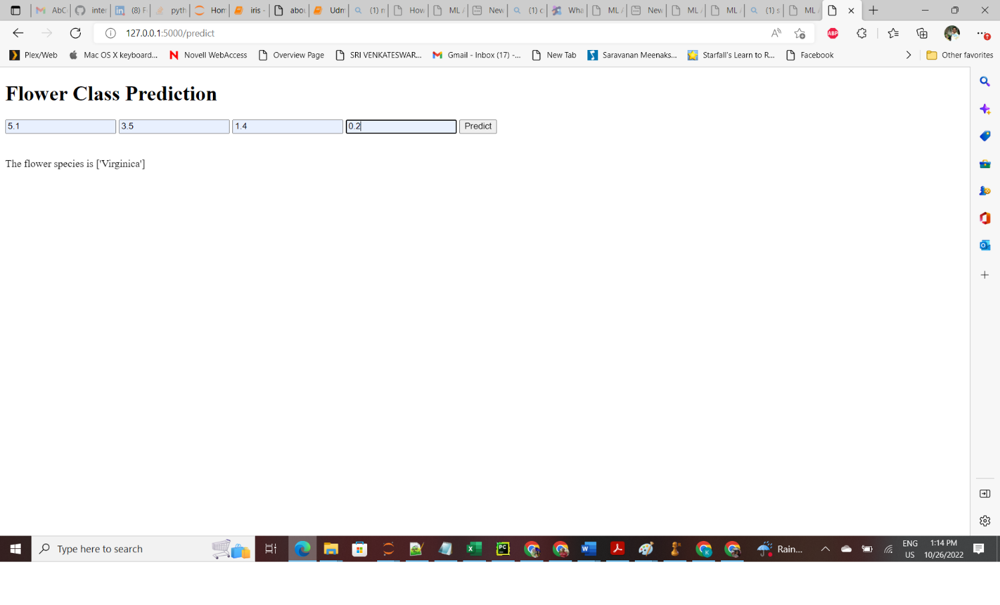 AbC
inter
(8) F
pyth
Hom
iris -
abou
Udm
(1) n
How
ML A
New
(1) c
Wha
ML A
New
ML A
ML A
(1) s
ML A
127.0.0.1:5000/predict
ABP
Plex/Web
Mac OS X keyboard...
Novell WebAccess
Overview Page
SRI VENKATESWAR...
Gmail - Inbox (17) -...
New Tab
Saravanan Meenaks...
Starfall's Learn to R...
Facebook
Other favorites
Flower Class Prediction
5.1 3.5 1.4 0.2 Predict
The flower species is ['Virginica']
Type here to search
Rain...
ENG
US
1:14 PM
10/26/2022